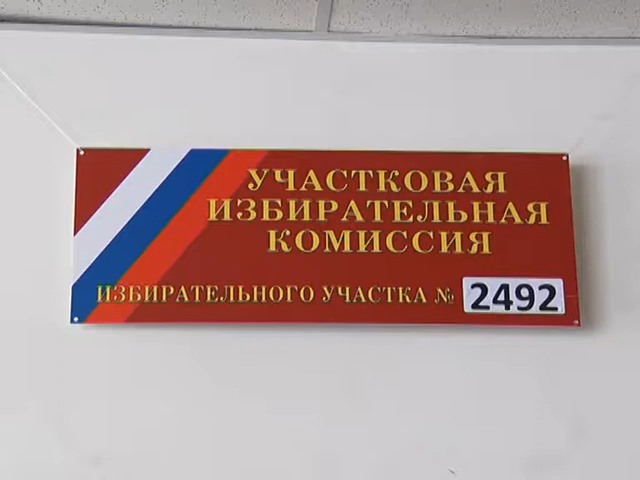 УЧАСТКОВАЯ
ИЗБИРАТЕЛЬНАЯ
КОМИССИЯ
ИЗБИРАТЕЛЬНОГО УЧАСТКА № 2492